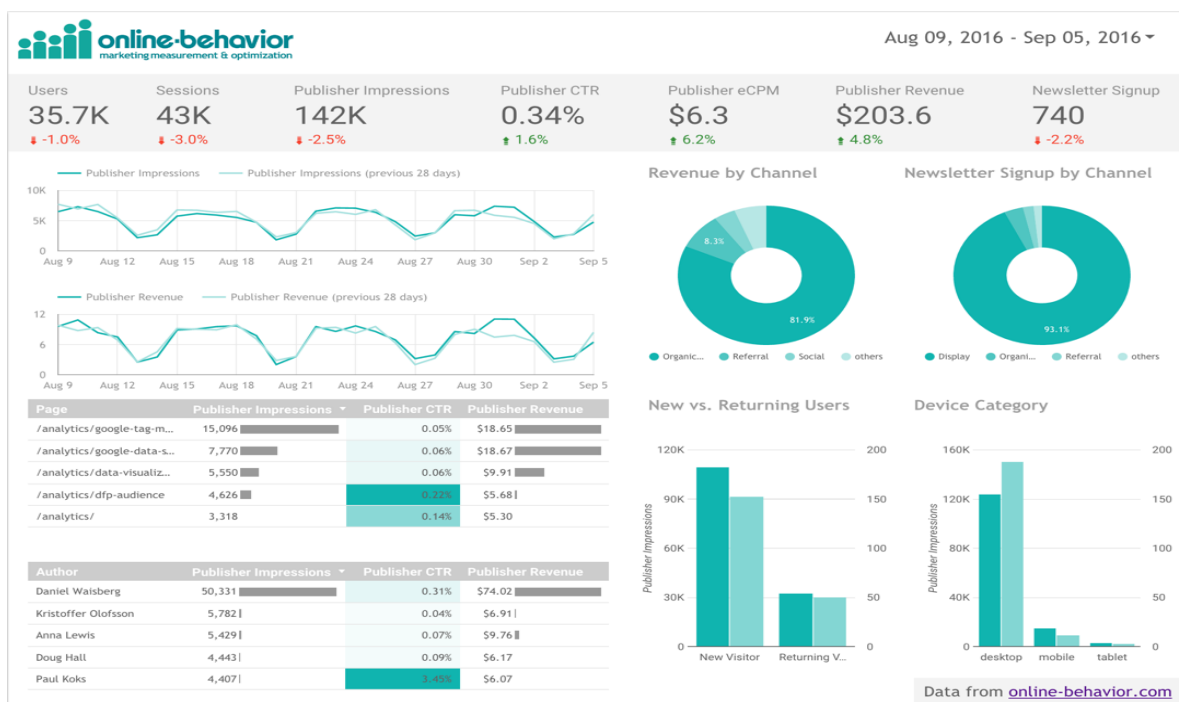 online-behavior
marketing measurement & optimization
Aug 09, 2016 - Sep 05, 2016
Users
35.7K
-1.0%
Sessions
43K
-3.0%
Publisher Impressions
142K
-2.5%
Publisher CTR
0.34%
1.6%
Publisher eCPM
$6.3
6.2%
Publisher Revenue
$203.6
4.8%
Newsletter Signup
740
-2.2%
Publisher Impressions Publisher Impressions (previous 28 days)
10K
5K
0
Aug 9 Aug 12 Aug 15 Aug 18 Aug 21 Aug 24 Aug 27 Aug 30 Sep 2 Sep 5
Publisher Revenue Publisher Revenue (previous 28 days)
12
6
0
Aug 9 Aug 12 Aug 15 Aug 18 Aug 21 Aug 24 Aug 27 Aug 30 Sep 2 Sep 5
Page Publisher Impressions Publisher CTR Publisher Revenue
/analytics/google-tag-m... 15,096 0.05% $18.65
/analytics/google-data-s... 7,770 0.06% $18.67
/analytics/data-visualiz... 5,550 0.06% $9.91
/analytics/dfp-audience 4,626 0.22% $5.68
/analytics/ 3,318 0.14% $5.30
Author Publisher Impressions Publisher CTR Publisher Revenue
Daniel Waisberg 50,331 0.31% $74.02
Kristoffer Olofsson 5,782 0.04% $6.91
Anna Lewis 5,429 0.07% $9.76
Doug Hall 4,443 0.09% $6.17
Paul Koks 4,407 3.45% $6.07
Revenue by Channel
8.3%
81.9%
Organic... Referral Social others
Newsletter Signup by Channel
93.1%
Display Organi... Referral others
New vs. Returning Users
Publisher Impressions
120K 200
90K 150
60K 100
30K 50
0 0
New Visitor Returning V...
Device Category
Publisher Impressions
160K 200
120K 150
80K 100
40K 50
0 0
desktop mobile tablet
Data from online-behavior.com